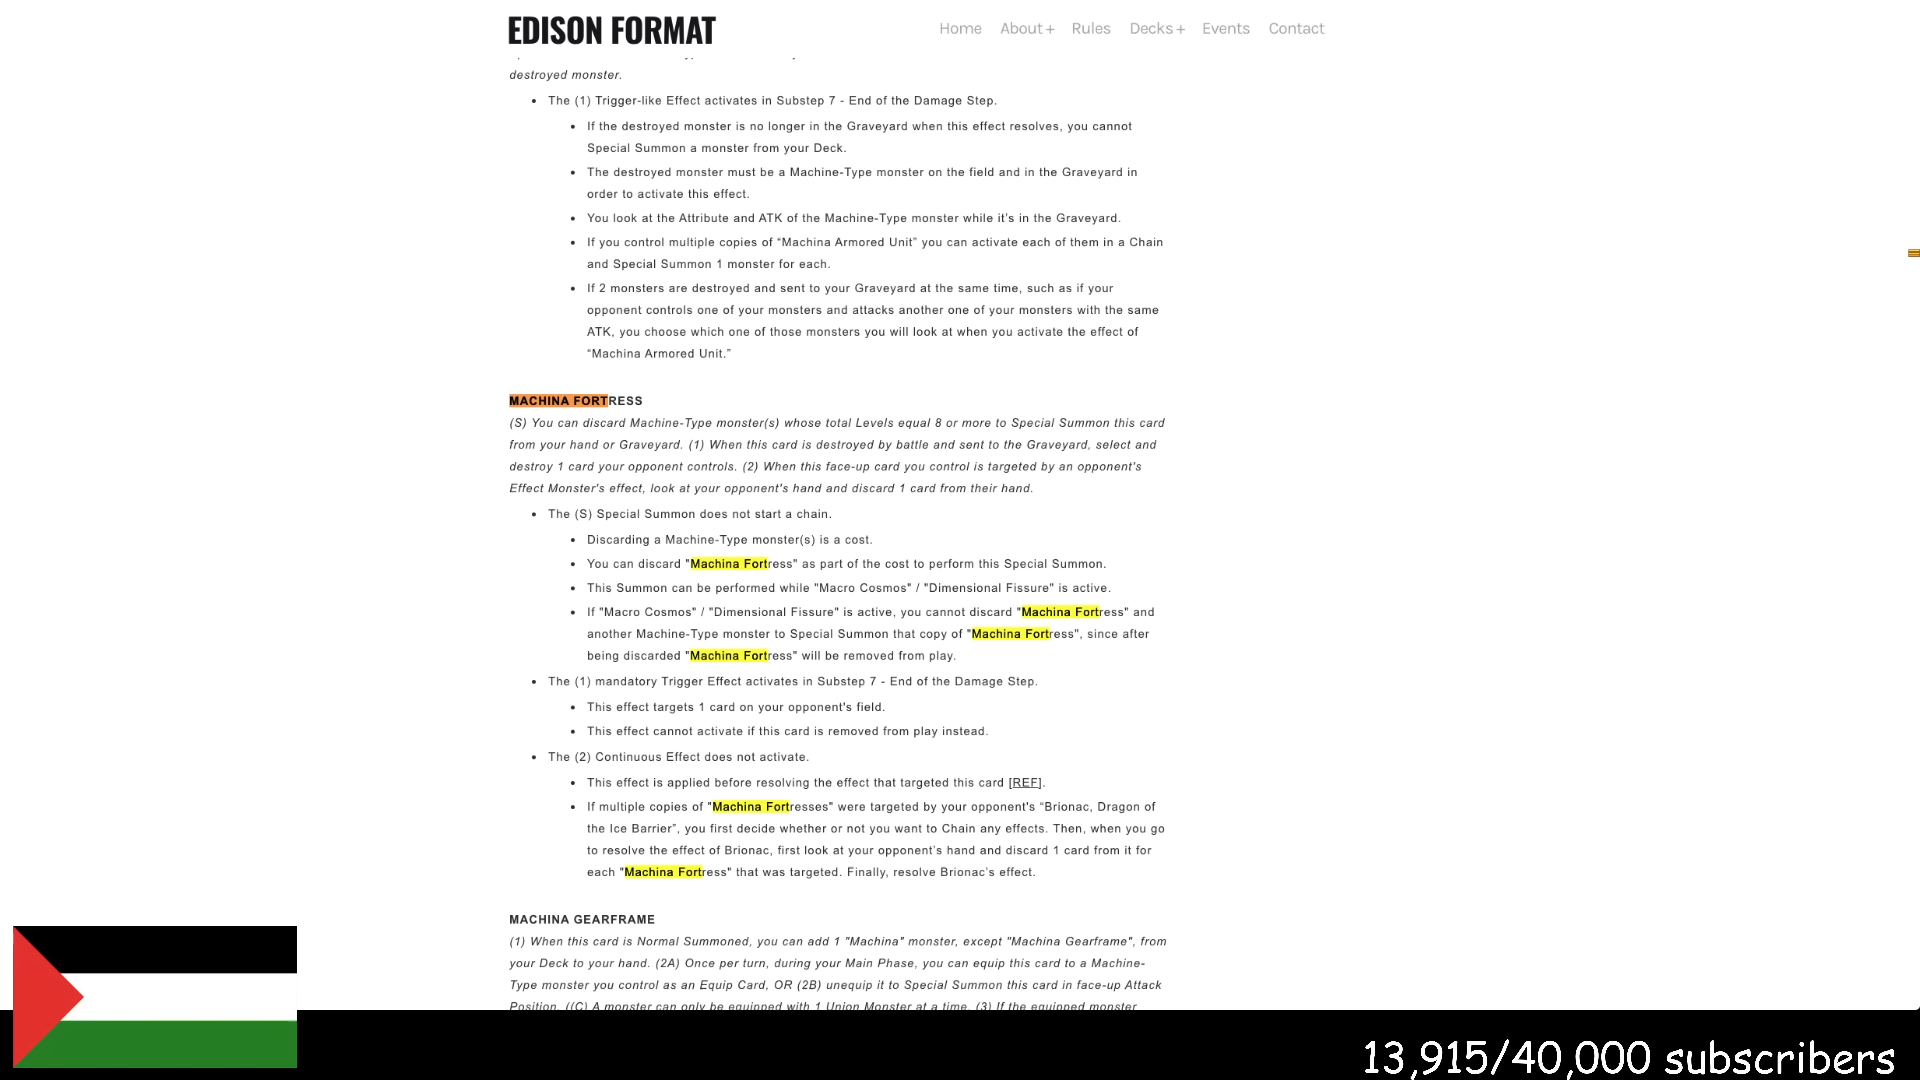 EDISON FORMAT
Home About+ Rules Decks+ Events Contact
destroyed monster.
The (1) Trigger-like Effect activates in Substep 7 - End of the Damage Step.
If the destroyed monster is no longer in the Graveyard when this effect resolves, you cannot
Special Summon a monster from your Deck.
The destroyed monster must be a Machine-Type monster on the field and in the Graveyard in
order to activate this effect.
You look at the Attribute and ATK of the Machine-Type monster while it's in the Graveyard.
If you control multiple copies of “Machina Armored Unit” you can activate each of them in a Chain
and Special Summon 1 monster for each.
If 2 monsters are destroyed and sent to your Graveyard at the same time, such as if your
opponent controls one of your monsters and attacks another one of your monsters with the same
ATK, you choose which one of those monsters you will look at when you activate the effect of
“Machina Armored Unit.”
MACHINA FORTRESS
(S) You can discard Machine-Type monster(s) whose total Levels equal 8 or more to Special Summon this card
from your hand or Graveyard. (1) When this card is destroyed by battle and sent to the Graveyard, select and
destroy 1 card your opponent controls. (2) When this face-up card you control is targeted by an opponent's
Effect Monster's effect, look at your opponent's hand and discard 1 card from their hand.
The (S) Special Summon does not start a chain.
Discarding a Machine-Type monster(s) is a cost.
You can discard "Machina Fortress" as part of the cost to perform this Special Summon.
This Summon can be performed while "Macro Cosmos" / "Dimensional Fissure" is active.
If "Macro Cosmos" / "Dimensional Fissure" is active, you cannot discard "Machina Fortress" and
another Machine-Type monster to Special Summon that copy of "Machina Fortress", since after
being discarded "Machina Fortress" will be removed from play.
The (1) mandatory Trigger Effect activates in Substep 7 - End of the Damage Step.
This effect targets 1 card on your opponent's field.
This effect cannot activate if this card is removed from play instead.
The (2) Continuous Effect does not activate.
This effect is applied before resolving the effect that targeted this card [REF].
If multiple copies of "Machina Fortresses" were targeted by your opponent's “Brionac, Dragon of
the Ice Barrier”, you first decide whether or not you want to Chain any effects. Then, when you go
to resolve the effect of Brionac, first look at your opponent's hand and discard 1 card from it for
each "Machina Fortress" that was targeted. Finally, resolve Brionac's effect.
MACHINA GEARFRAME
(1) When this card is Normal Summoned, you can add 1 "Machina" monster, except "Machina Gearframe", from
your Deck to your hand. (2A) Once per turn, during your Main Phase, you can equip this card to a Machine-
Type monster you control as an Equip Card, OR (2B) unequip it to Special Summon this card in face-up Attack
Position. ((C) A monster can only be equipped with 1 Union Monster at a time. (3) If the equipped monster
13,915/40,000 subscribers